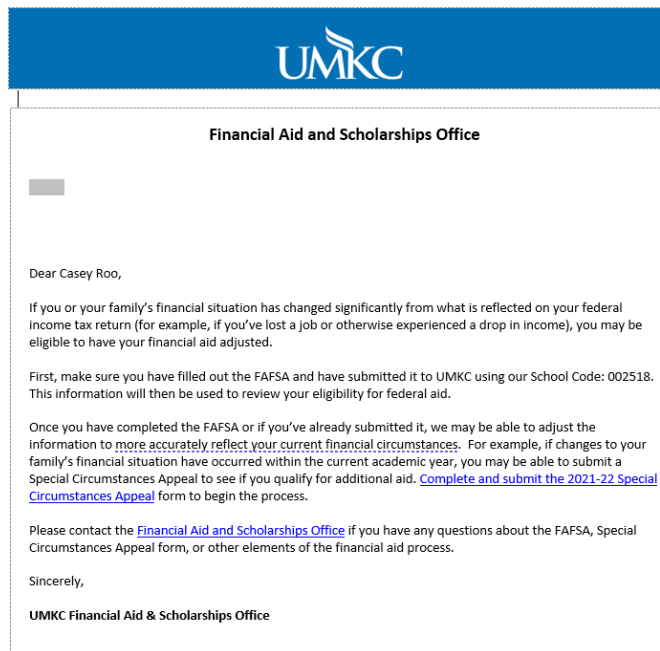 UMKC
Financial Aid and Scholarships Office
Dear Casey Roo,
If you or your family’s financial situation has changed significantly from what is reflected on your federal
income tax return (for example, if you’ve lost a job or otherwise experienced a drop in income), you may be
eligible to have your financial aid adjusted.
First, make sure you have filled out the FAFSA and have submitted it to UMKC using our School Code: 002518.
This information will then be used to review your eligibility for federal aid.
Once you have completed the FAFSA or if you’ve already submitted it, we may be able to adjust the
information to more accurately reflect your current financial circumstances.  For example, if changes to your
family’s financial situation have occurred within the current academic year, you may be able to submit a
Special Circumstances Appeal to see if you qualify for additional aid. Complete and submit the 2021-22 Special
Circumstances Appeal form to begin the process.
Please contact the Financial Aid and Scholarships Office if you have any questions about the FAFSA, Special
Circumstances Appeal form, or other elements of the financial aid process.
Sincerely,
UMKC Financial Aid & Scholarships Office